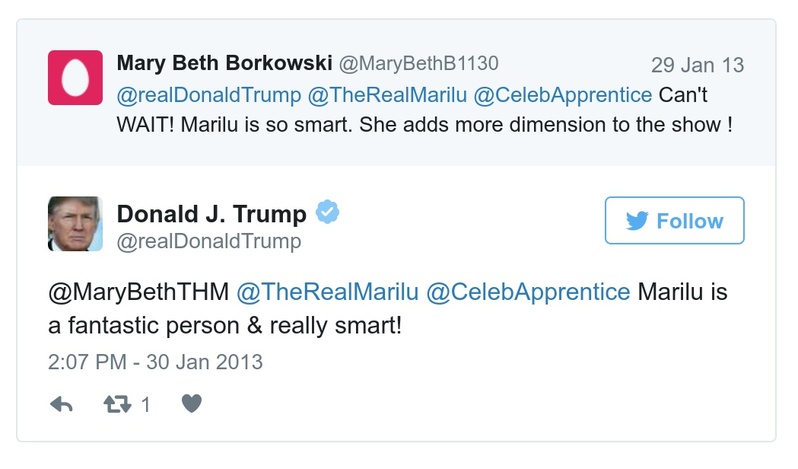 Mary Beth Borkowski @MaryBethB1130 29 Jan 13
@realDonaldTrump @TheRealMarilu @CelebApprentice Can't
WAIT! Marilu is so smart. She adds more dimension to the show !
Donald J. Trump
Follow
@realDonaldTrump
@MaryBethTHM @TheRealMarilu @CelebApprentice Marilu is
a fantastic person & really smart!
2:07 PM - 30 Jan 2013
1